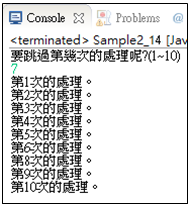 Console Problems @
<terminated> Sample2_14 [Jav
要跳過第幾次的處理呢?(1~10)
7
第1次的處理。
第2次的處理。
第3次的處理。
第4次的處理。
第5次的處理。
第6次的處理。
第8次的處理。
第9次的處理。
第10次的處理。